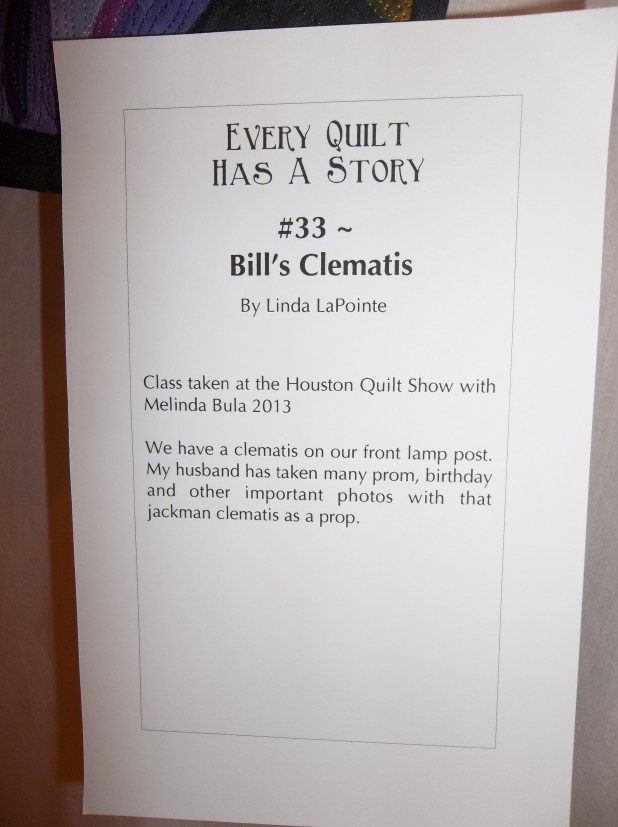 EVERY QUILT
HAS A STORY
#33 ~
Bill's Clematis
By Linda LaPointe
Class taken at the Houston Quilt Show with
Melinda Bula 2013
We have a clematis on our front lamp post.
My husband has taken many prom, birthday
and other important photos with that
jackman clematis as a prop.